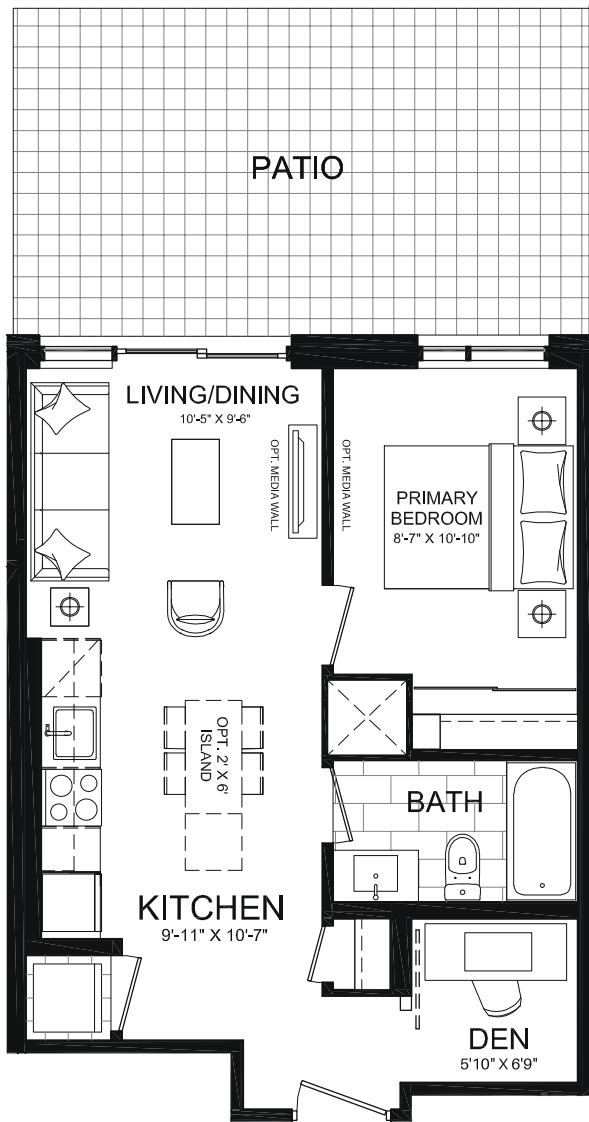 PATIO
LIVING/DINING
10'-5" X 9'-6"
OPT. MEDIA WALL
OPT. MEDIA WALL
PRIMARY
BEDROOM
8'-7" X 10'-10"
OPT. 2' X 6'
ISLAND
BATH
KITCHEN
9'-11" X 10'-7"
DEN
5'10" X 6'9"